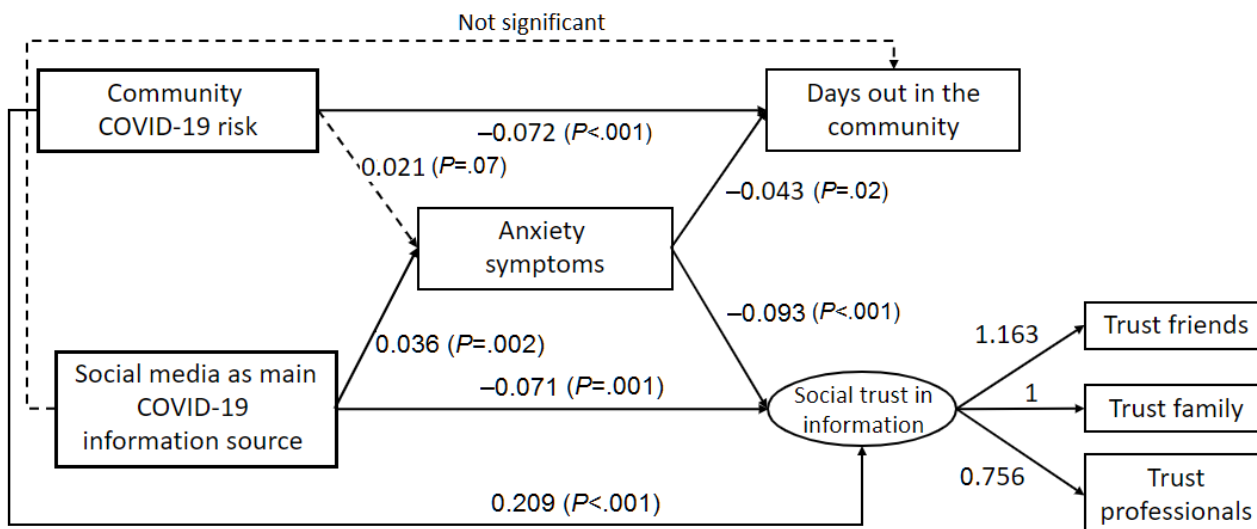 Not significant
Community
COVID-19 risk
Days out in the
community
–0.072 (P<.001)
0.021 (P=.07)
–0.043 (P=.02)
Anxiety
symptoms
–0.093 (P<.001)
0.036 (P=.002)
Social media as main
COVID-19
information source
–0.071 (P=.001)
Social trust in
information
1.163
Trust friends
1
Trust family
0.756
Trust
professionals
0.209 (P<.001)